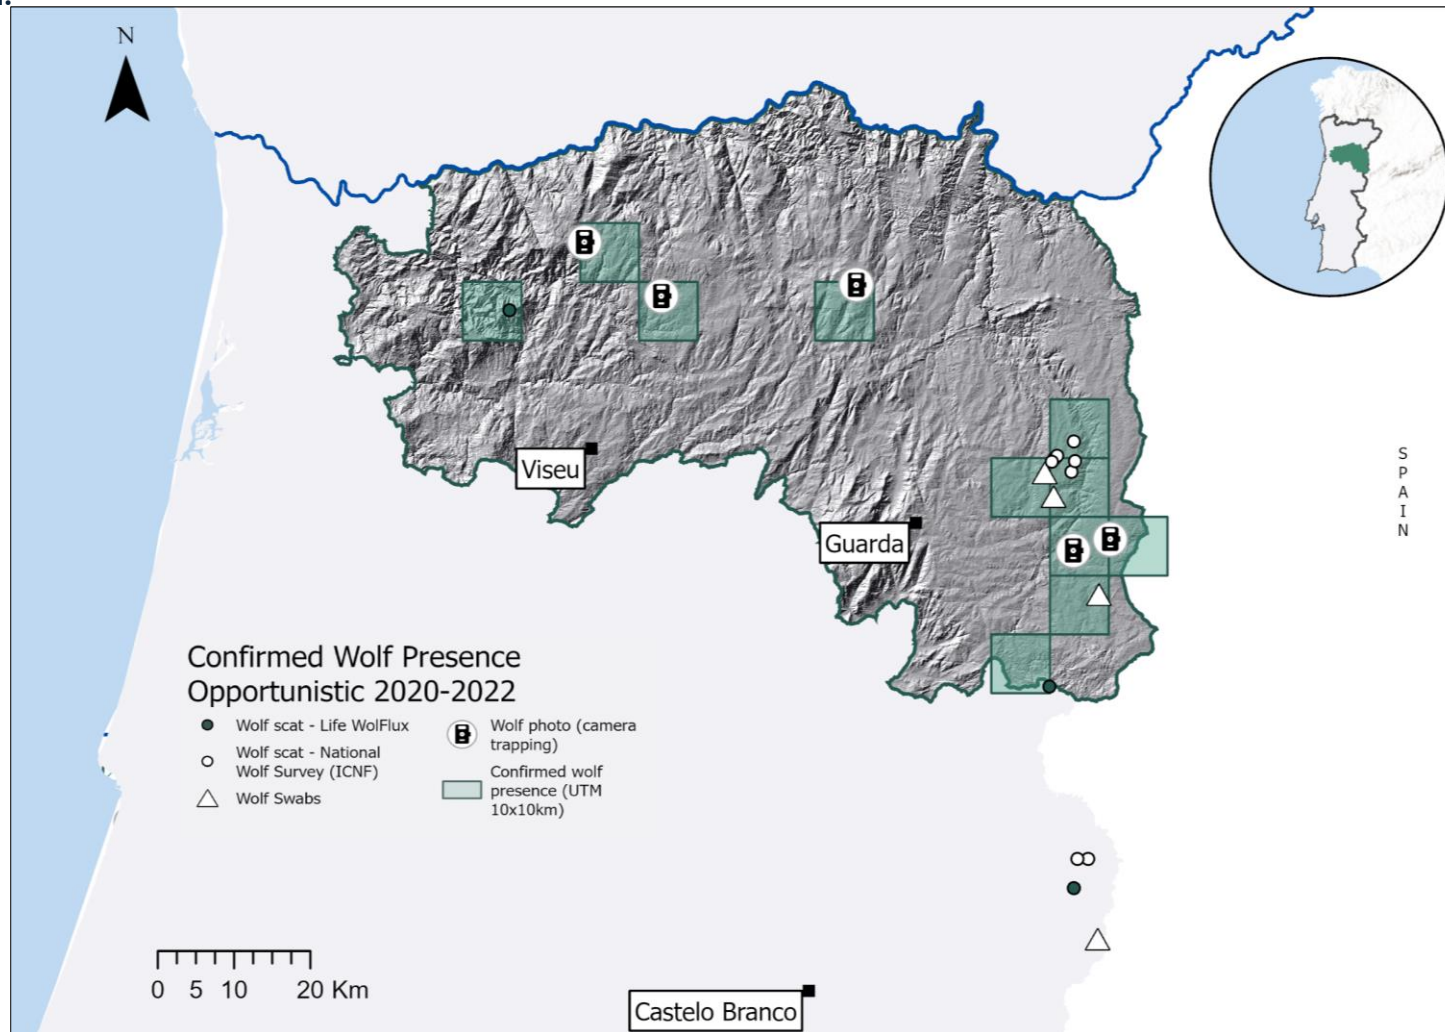 N
S
P
A
I
N
Viseu
Guarda
Confirmed Wolf Presence
Opportunistic 2020-2022
Wolf scat - Life WolFlux
Wolf scat - National
Wolf Survey (ICNF)
Wolf Swabs
Wolf photo (camera
trapping)
Confirmed wolf
presence (UTM
10x10km)
0 5 10 20 Km
Castelo Branco